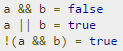 a && b = false
a || b = true
!(a && b) = true